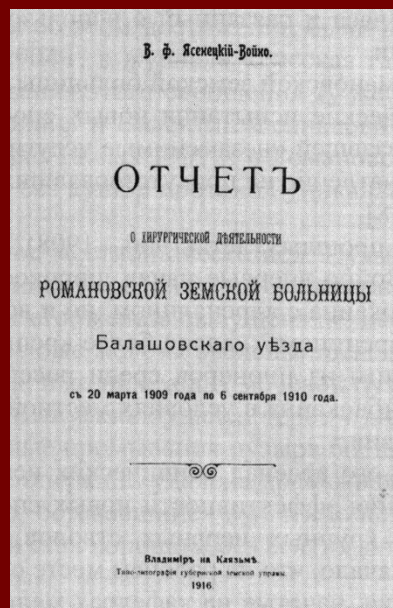 В. Ф. Ясенецкій-Войно.
ОТЧЕТЪ
О ХИРУРГИЧЕСКОЙ ДѢЯТЕЛЬНОСТИ
РОМАНОВСКОЙ ЗЕМСКОЙ БОЛЬНИЦЫ
Балашовскаго уѣзда
съ 20 марта 1909 года по 6 сентября 1910 года.
Владиміръ на Клязьмѣ.
Типо-литографія губернской земской управы
1916